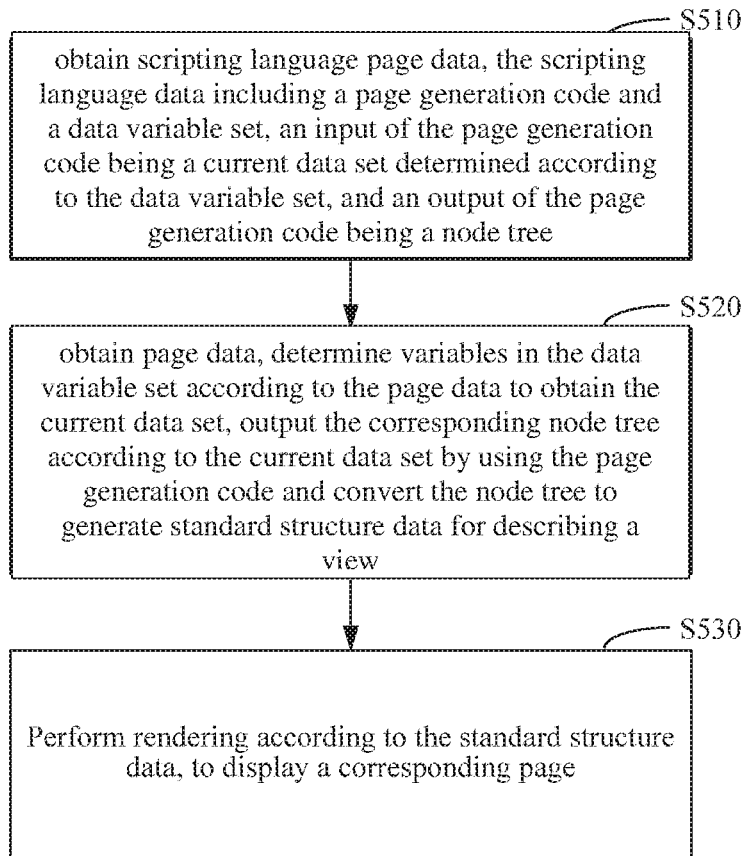 S510
obtain scripting language page data, the scripting
language data including a page generation code and
a data variable set, an input of the page generation
code being a current data set determined according
to the data variable set, and an output of the page
generation code being a node tree
S520
obtain page data, determine variables in the data
variable set according to the page data to obtain the
current data set, output the corresponding node tree
according to the current data set by using the page
generation code and convert the node tree to
generate standard structure data for describing a
view
S530
Perform rendering according to the standard structure
data, to display a corresponding page